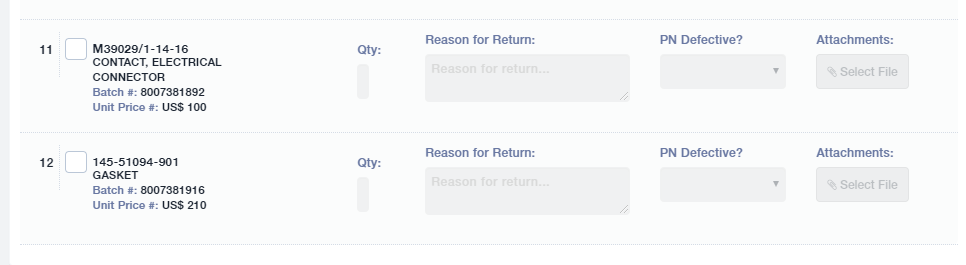 11
M39029/1-14-16
CONTACT, ELECTRICAL
CONNECTOR
Batch #: 8007381892
Unit Price #: US$ 100
Qty:
Reason for Return:
Reason for return...
PN Defective?
Attachments:
Select File
12
145-51094-901
GASKET
Batch #: 8007381916
Unit Price #: US$ 210
Qty:
Reason for Return:
Reason for return...
PN Defective?
Attachments:
Select File